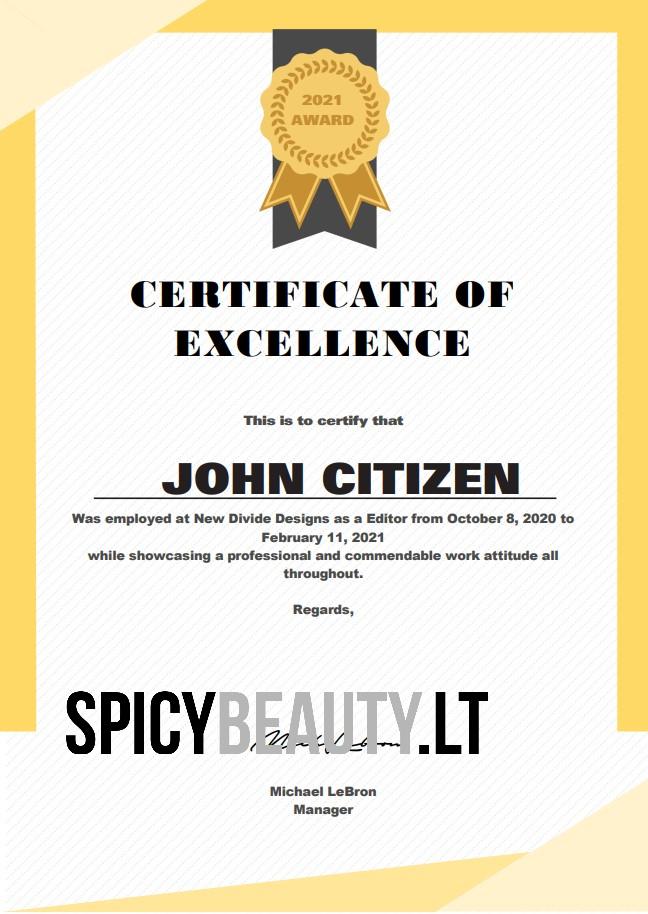 2021
AWARD
CERTIFICATE OF
EXCELLENCE
This is to certify that
JOHN CITIZEN
Was employed at New Divide Designs as a Editor from October 8, 2020 to
February 11, 2021
while showcasing a professional and commendable work attitude all
throughout.
Regards,
SPICYBEAUTY.LT
Michael LeBron
Manager